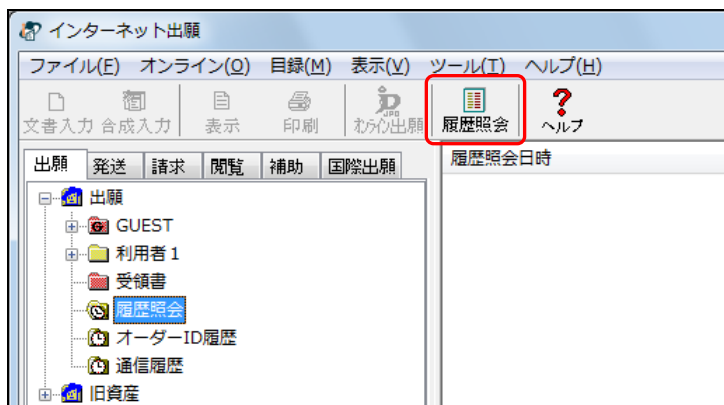 インターネット出願
ファイル(F) オンライン(O) 目録(M) 表示(V) ツール(T) ヘルプ(H)
文書入力 合成入力 表示 印刷 オンライン出願 履歴照会 ヘルプ
出願 発送 請求 閲覧 補助 国際出願
履歴照会日時
出願
GUEST
利用者1
受領書
履歴照会
オーダーID履歴
通信履歴
旧資産